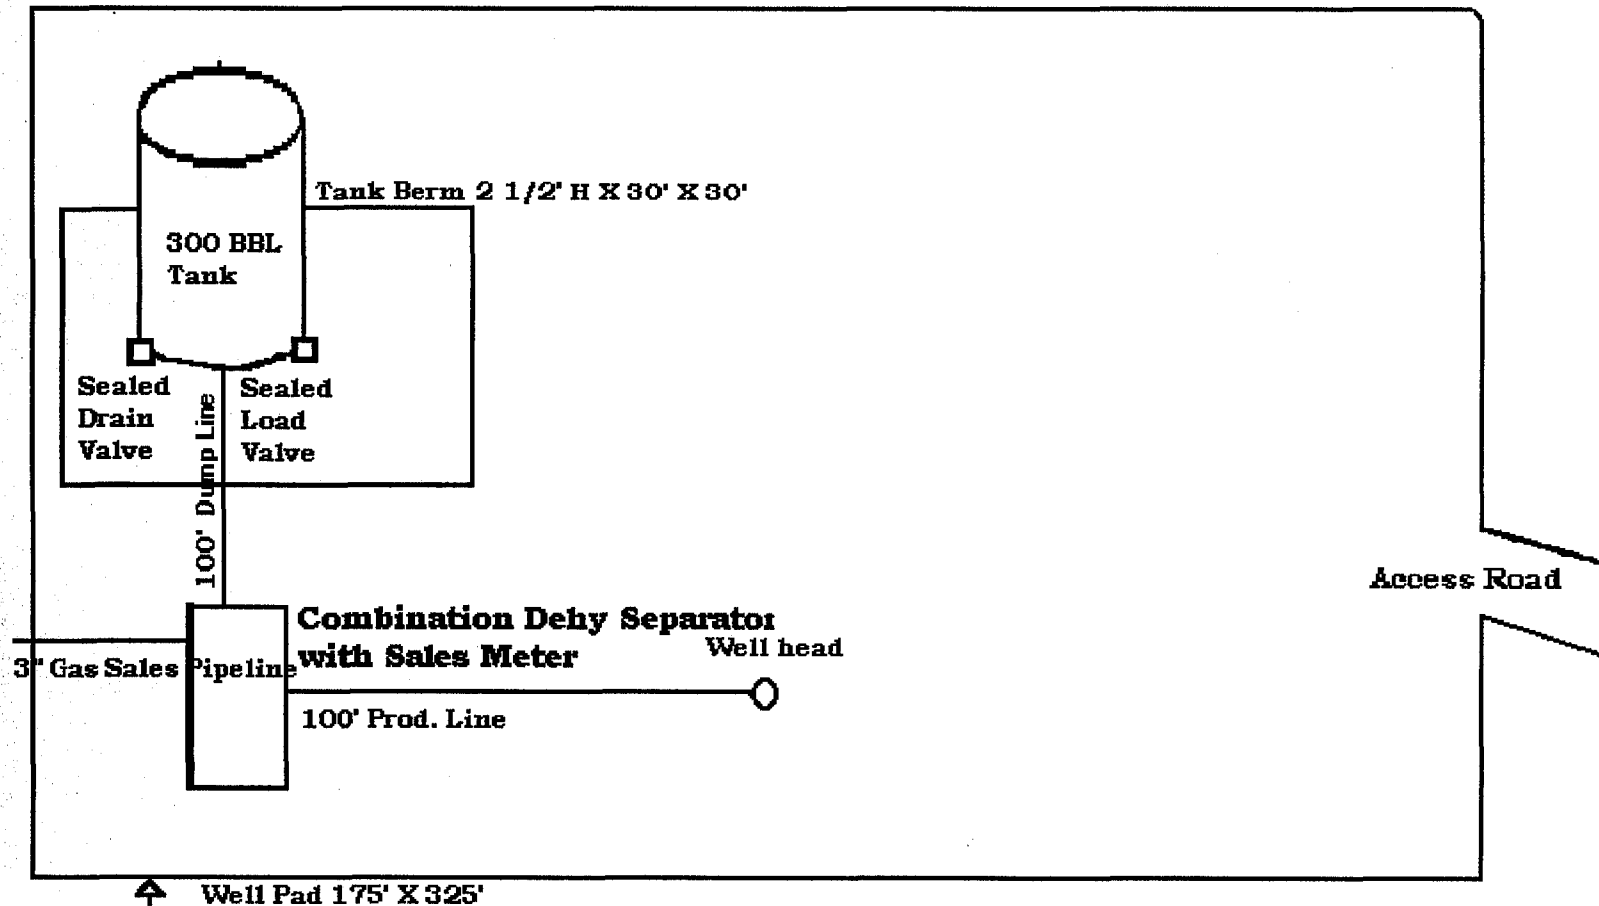 Tank Berm 2 1/2' H X 30' X 30'
300 BBL
Tank
Sealed
Drain
Valve
100' Dump Line
Sealed
Load
Valve
Access Road
Combination Dehy Separator
with Sales Meter
Well head
3" Gas Sales Pipeline
100' Prod. Line
Well Pad 175' X 325'